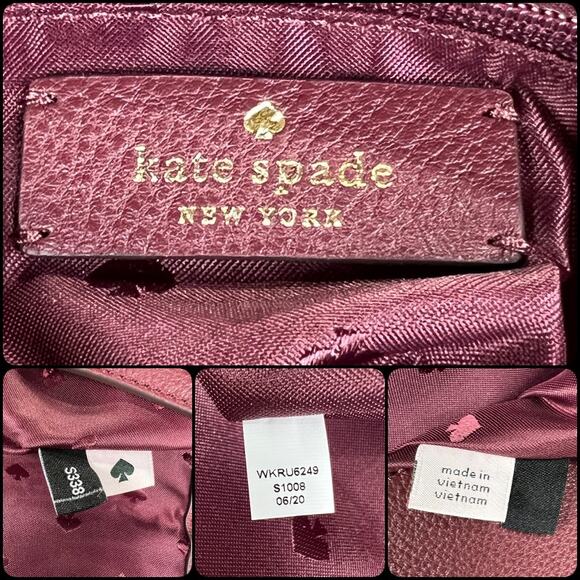 kate spade
NEW YORK
S338
WKRU6249
S1008
06/20
made in
vietnam
vietnam